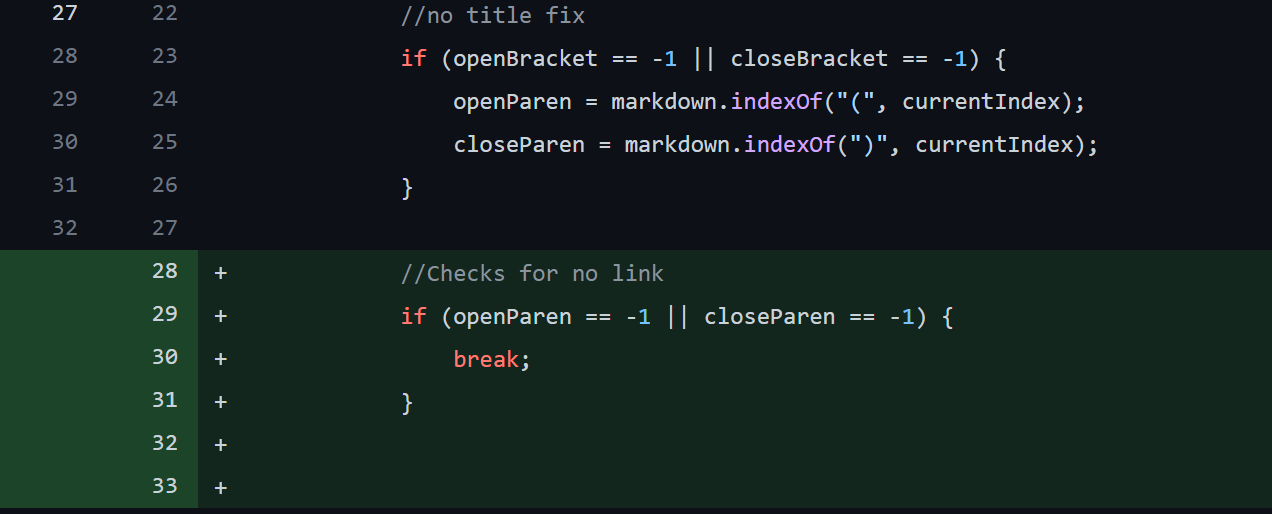 27 22 //no title fix
28 23 if (openBracket == -1 || closeBracket == -1) {
29 24 openParen = markdown.indexOf("(", currentIndex);
30 25 closeParen = markdown.indexOf(")", currentIndex);
31 26 }
32 27
28 + //Checks for no link
29 + if (openParen == -1 || closeParen == -1) {
30 + break;
31 + }
32 +
33 +